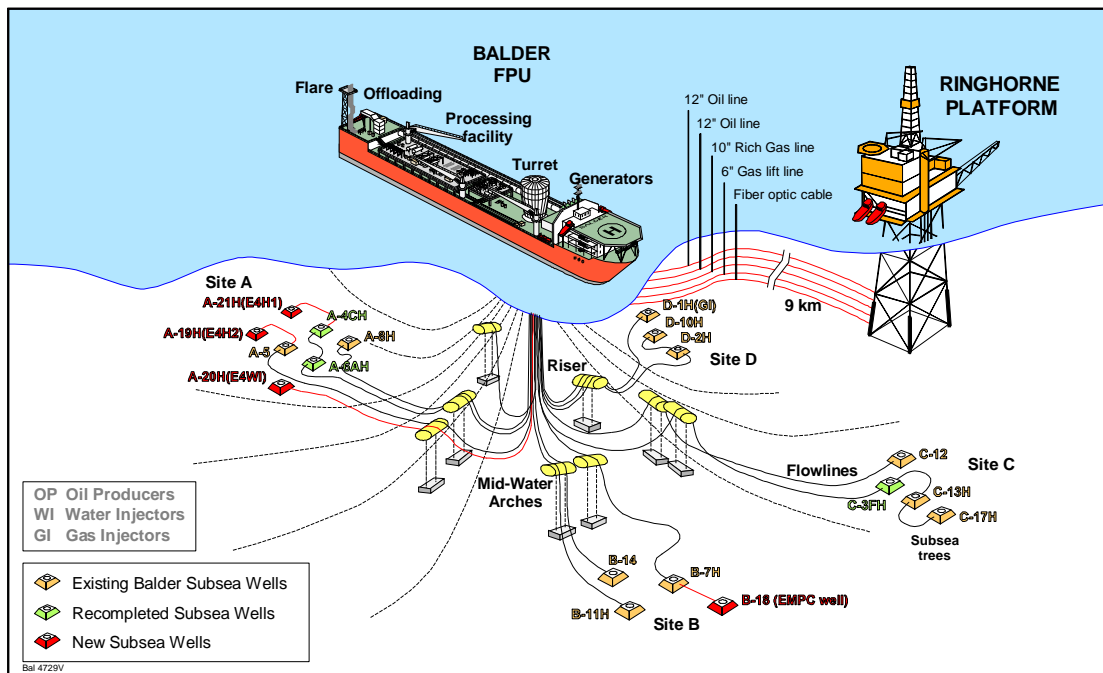 BALDER
FPU
RINGHORNE
PLATFORM
Flare
Offloading
Processing
facility
Turret
Generators
12" Oil line
12" Oil line
10" Rich Gas line
6" Gas lift line
Fiber optic cable
9 km
Site A
A-21H(E4H1)
A-4CH
A-19H(E4H2)
A-8H
A-5
A-6AH
A-20H(E4WI)
D-1H(GI)
D-10H
D-2H
Site D
Riser
Mid-Water
Arches
Flowlines
C-12
Site C
C-3FH
C-13H
C-17H
Subsea
trees
B-14
B-7H
B-11H
B-18 (EMPC well)
Site B
OP Oil Producers
WI Water Injectors
GI Gas Injectors
Existing Balder Subsea Wells
Recompleted Subsea Wells
New Subsea Wells
Bal 4729V
H